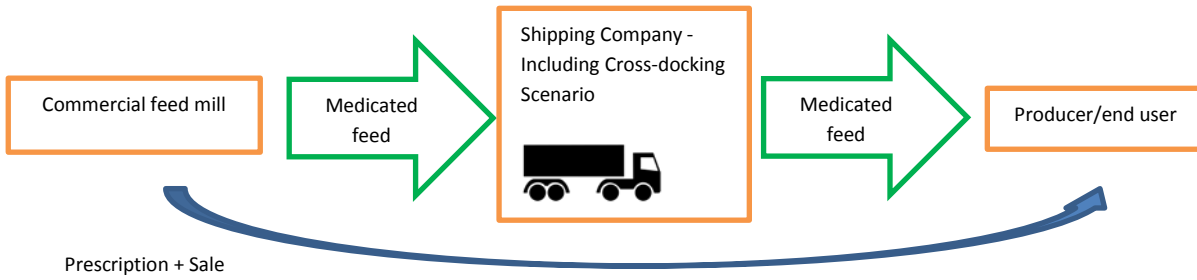 Commercial feed mill
Medicated
feed
Shipping Company -
Including Cross-docking
Scenario
Medicated
feed
Producer/end user
Prescription + Sale